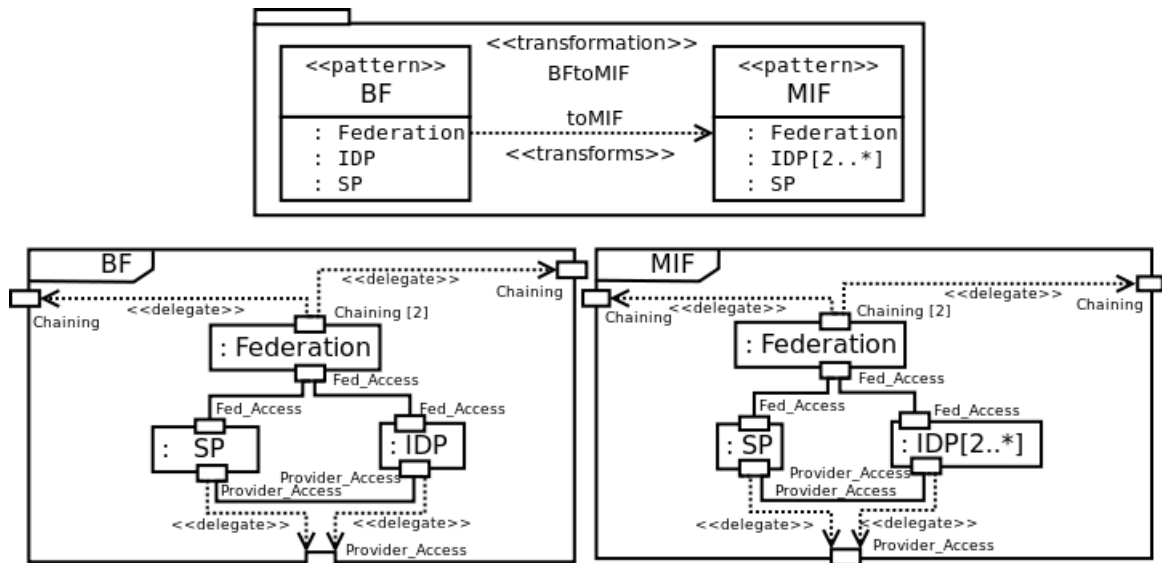 <<transformation>>
BFtoMIF
<<pattern>>
BF
: Federation
: IDP
: SP
toMIF
<<transforms>>
<<pattern>>
MIF
: Federation
: IDP[2..*]
: SP
BF
<<delegate>>
Chaining
<<delegate>>
Chaining
Chaining [2]
: Federation
Fed_Access
Fed_Access
Fed_Access
: SP
: IDP
Provider_Access
Provider_Access
<<delegate>>
<<delegate>>
Provider_Access
MIF
<<delegate>>
Chaining
<<delegate>>
Chaining
Chaining [2]
: Federation
Fed_Access
Fed_Access
Fed_Access
: SP
: IDP[2..*]
Provider_Access
Provider_Access
<<delegate>>
<<delegate>>
Provider_Access